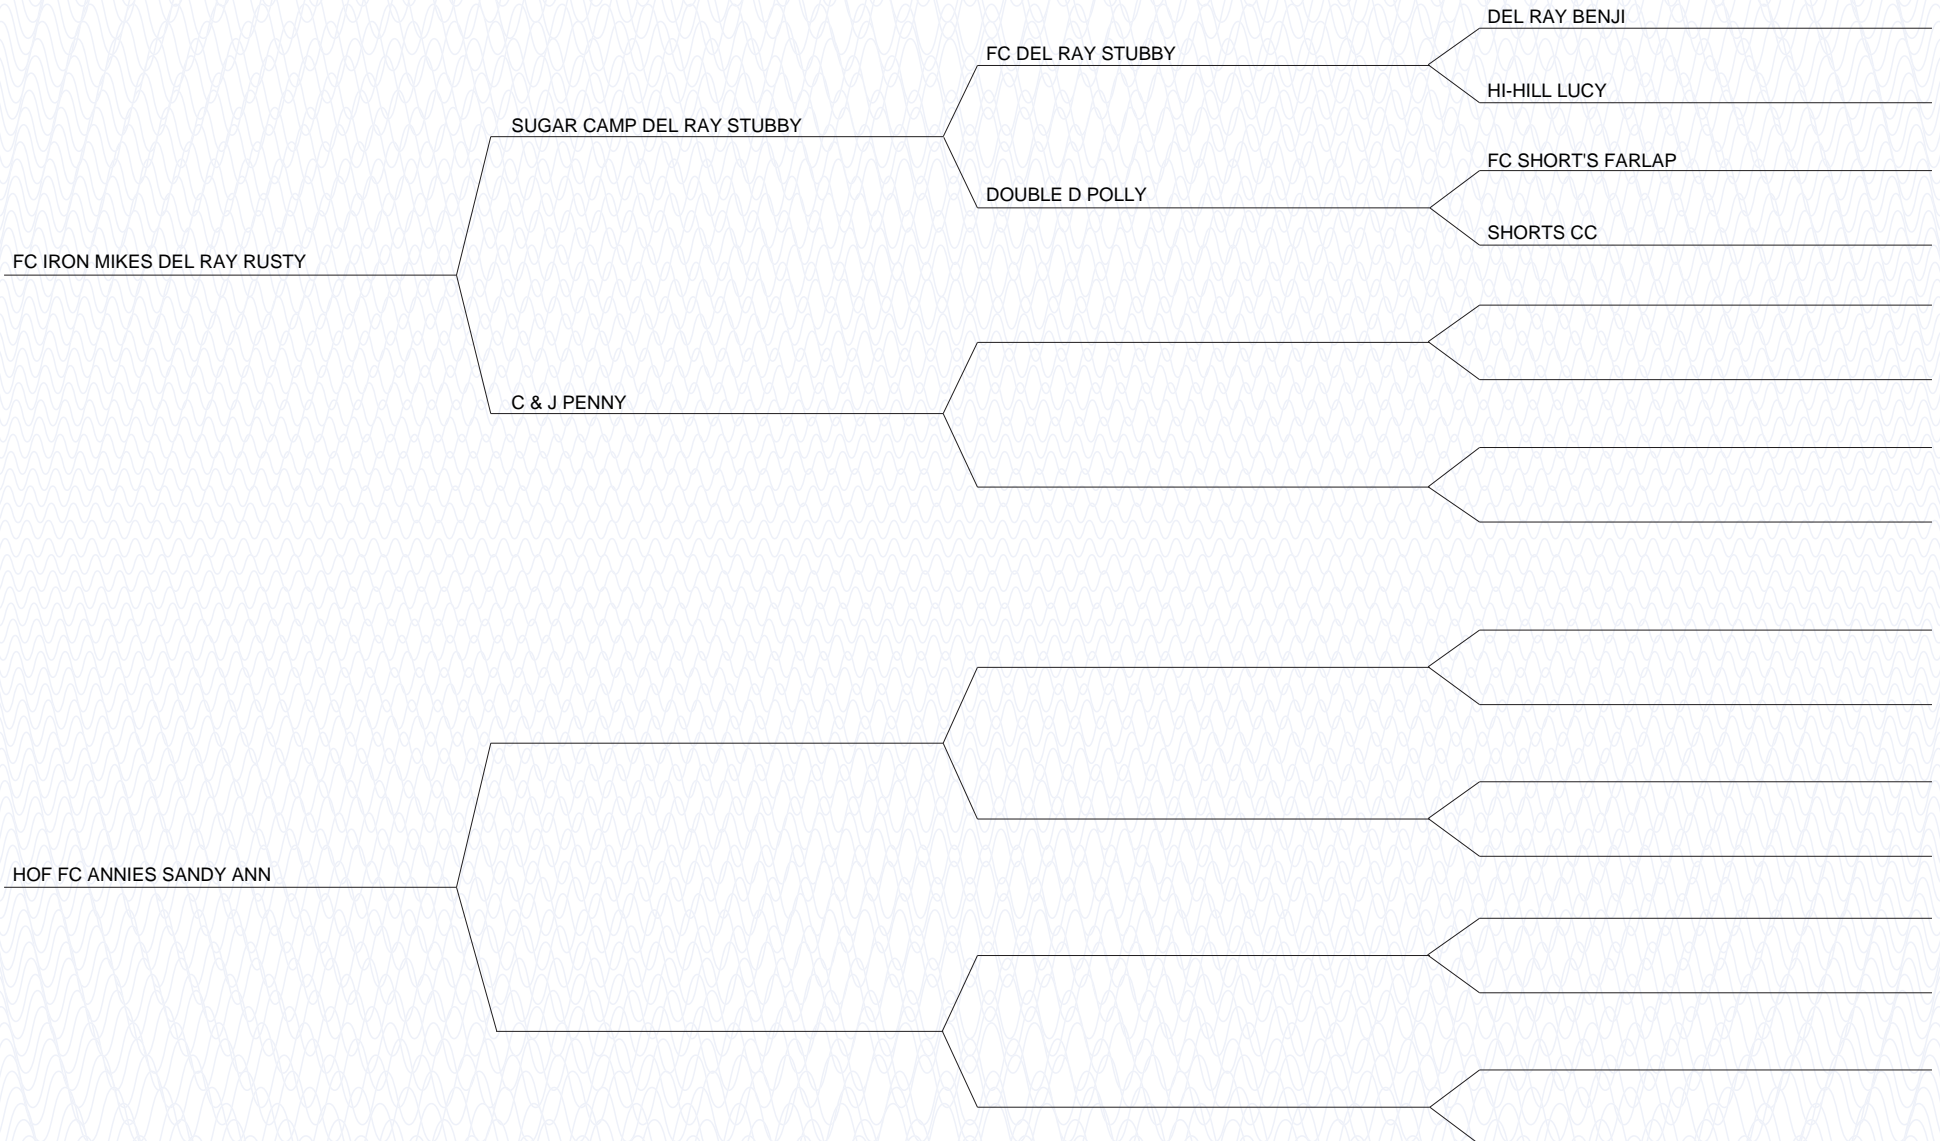 DEL RAY BENJI
FC DEL RAY STUBBY
HI-HILL LUCY
SUGAR CAMP DEL RAY STUBBY
FC SHORT'S FARLAP
DOUBLE D POLLY
SHORTS CC
FC IRON MIKES DEL RAY RUSTY
C & J PENNY
HOF FC ANNIES SANDY ANN